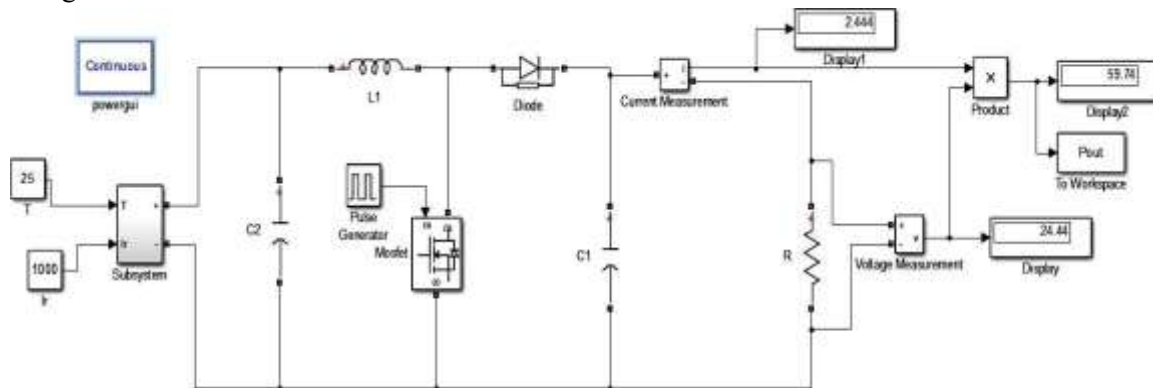 2.444
Continuous
Display1
powergui
L1
Diode
Current Measurement
Product
59.74
Display2
Pout
To Workspace
25
T
T
Ir
1000
Ir
Subsystem
C2
Pulse
Generator
Mosfet
C1
R
Voltage Measurement
24.44
Display